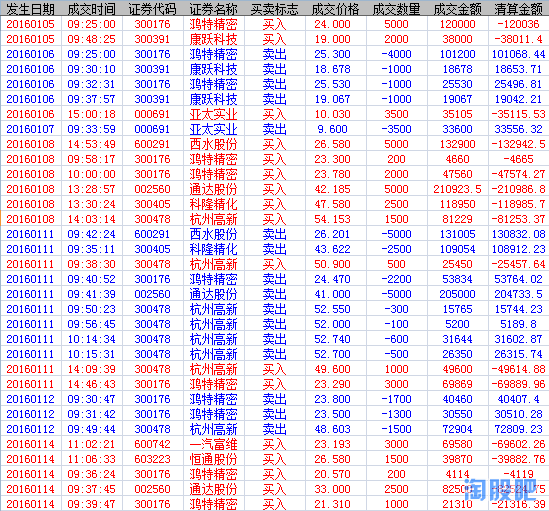 发生日期 成交时间 证券代码 证券名称 买卖标志 成交价格 成交数量 成交金额 清算金额
20160105 09:25:00 300176 鸿特精密 买入 24.000 5000 120000 -120036
20160105 09:48:25 300391 康跃科技 买入 19.000 2000 38000 -38011.4
20160106 09:25:00 300176 鸿特精密 卖出 25.300 -4000 101200 101068.44
20160106 09:30:10 300391 康跃科技 卖出 18.678 -1000 18678 18653.71
20160106 09:32:31 300176 鸿特精密 卖出 25.530 -1000 25530 25496.81
20160106 09:37:57 300391 康跃科技 卖出 19.067 -1000 19067 19042.21
20160106 15:00:18 000691 亚太实业 买入 10.030 3500 35105 -35115.53
20160107 09:33:59 000691 亚太实业 卖出 9.600 -3500 33600 33556.32
20160108 14:53:49 600291 西水股份 买入 26.580 5000 132900 -132942.5
20160108 09:58:17 300176 鸿特精密 买入 23.300 200 4660 -4665
20160108 10:00:00 300176 鸿特精密 买入 23.780 2000 47560 -47574.27
20160108 13:28:57 002560 通达股份 买入 42.185 5000 210923.5 -210986.8
20160108 13:30:24 300405 科隆精化 买入 47.580 2500 118950 -118985.7
20160108 14:03:14 300478 杭州高新 买入 54.153 1500 81229 -81253.37
20160111 09:42:24 600291 西水股份 卖出 26.201 -5000 131005 130832.08
20160111 09:35:11 300405 科隆精化 卖出 43.622 -2500 109054 108912.23
20160111 09:38:30 300478 杭州高新 买入 50.900 500 25450 -25457.64
20160111 09:40:52 300176 鸿特精密 卖出 24.470 -2200 53834 53764.02
20160111 09:41:39 002560 通达股份 卖出 41.000 -5000 205000 204733.5
20160111 09:50:23 300478 杭州高新 卖出 52.550 -300 15765 15744.23
20160111 09:56:45 300478 杭州高新 卖出 52.000 -100 5200 5189.8
20160111 10:14:34 300478 杭州高新 卖出 52.740 -600 31644 31602.87
20160111 10:15:31 300478 杭州高新 卖出 52.700 -500 26350 26315.74
20160111 14:09:39 300478 杭州高新 买入 49.600 1000 49600 -49614.88
20160111 14:46:43 300176 鸿特精密 买入 23.290 3000 69869 -69889.96
20160112 09:30:47 300176 鸿特精密 卖出 23.800 -1700 40460 40407.4
20160112 09:31:42 300176 鸿特精密 卖出 23.500 -1300 30550 30510.28
20160112 09:49:44 300478 杭州高新 卖出 48.603 -1500 72904 72809.23
20160114 11:02:21 600742 一汽富维 买入 23.193 3000 69580 -69602.26
20160114 11:06:33 603223 恒通股份 买入 26.580 1500 39870 -39882.76
20160114 09:36:24 300176 鸿特精密 买入 20.570 200 4114 -4119
20160114 09:37:45 002560 通达股份 买入 33.000 2500 82500
20160114 09:39:47 300176 鸿特精密 买入 21.310 1000 21310 -21316.39
淘股吧